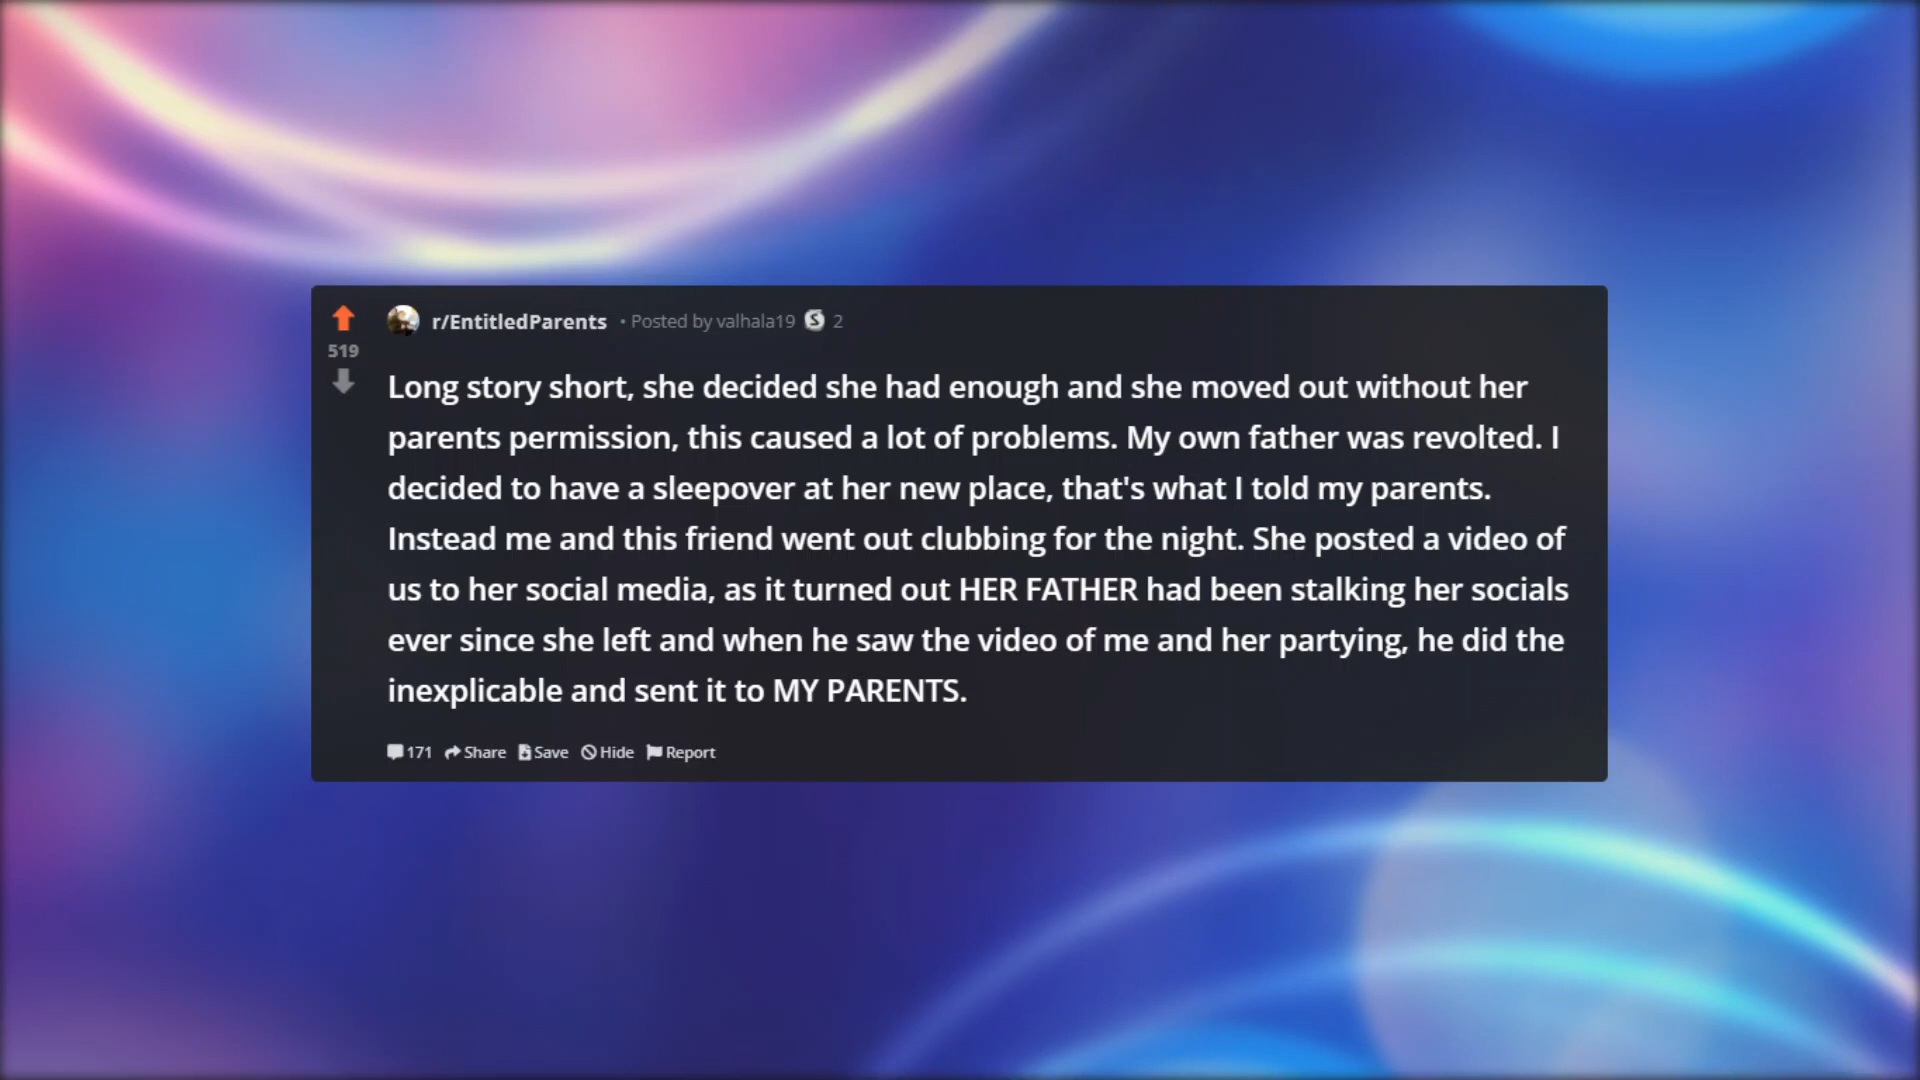 r/EntitledParents • Posted by valhala19 2
519
Long story short, she decided she had enough and she moved out without her
parents permission, this caused a lot of problems. My own father was revolted. I
decided to have a sleepover at her new place, that's what I told my parents.
Instead me and this friend went out clubbing for the night. She posted a video of
us to her social media, as it turned out HER FATHER had been stalking her socials
ever since she left and when he saw the video of me and her partying, he did the
inexplicable and sent it to MY PARENTS.
171 Share Save Hide Report